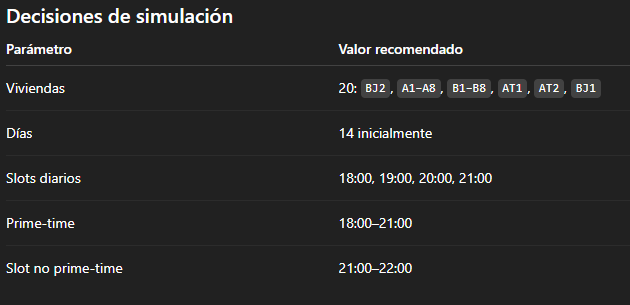 Decisiones de simulación
Parámetro Valor recomendado
Viviendas 20: BJ2, A1–A8, B1–B8, AT1, AT2, BJ1
Días 14 inicialmente
Slots diarios 18:00, 19:00, 20:00, 21:00
Prime-time 18:00–21:00
Slot no prime-time 21:00–22:00